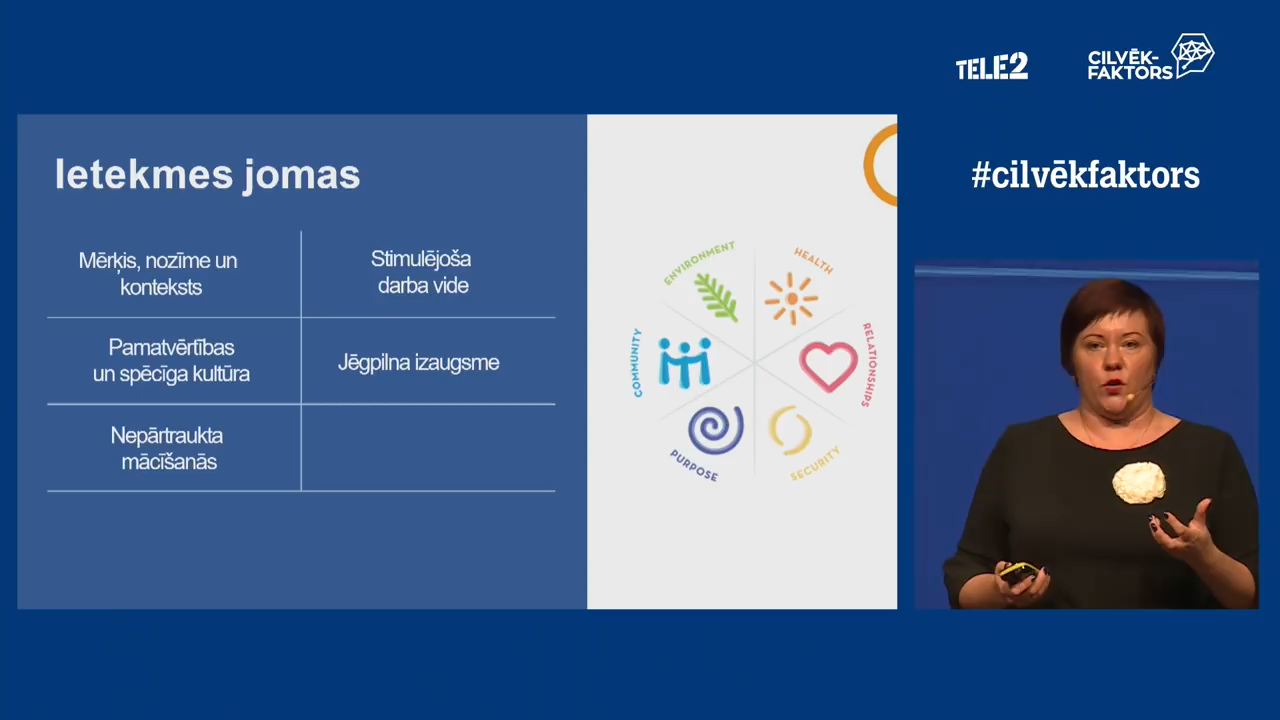 TELE2
CILVĒK-
FAKTORS
#cilvēkfaktors
Ietekmes jomas
Mērķis, nozīme un
konteksts
Stimulējoša
darba vide
Pamatvērtības
un spēcīga kultūra
Jēgpilna izaugsme
Nepārtraukta
mācīšanās
ENVIRONMENT
HEALTH
COMMUNITY
RELATIONSHIPS
PURPOSE
SECURITY